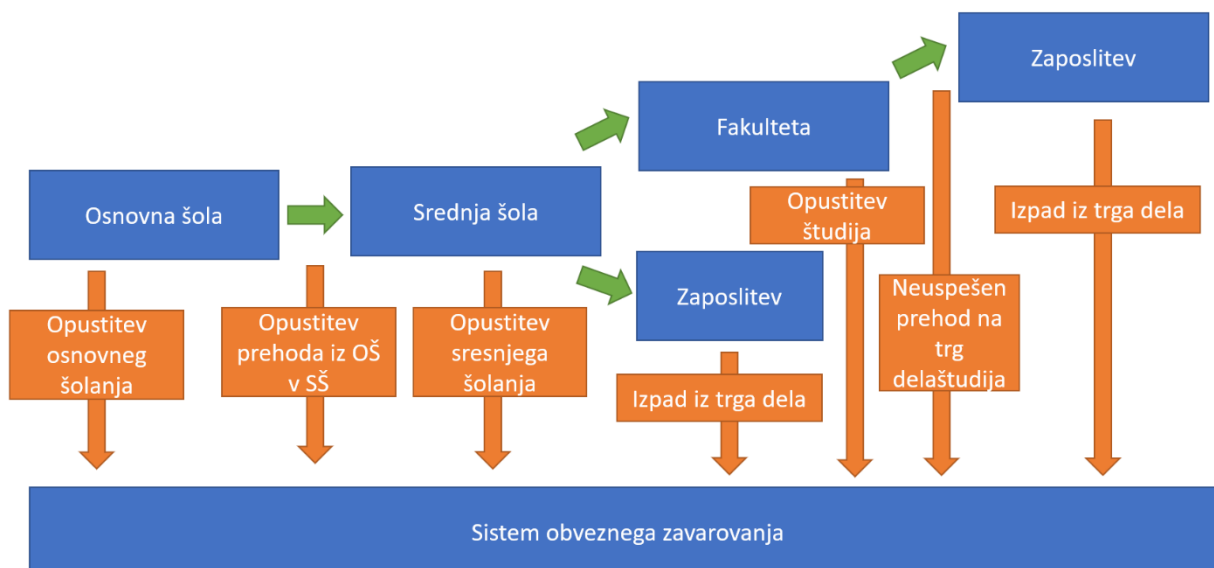 Zaposlitev
Fakulteta
Osnovna šola
Srednja šola
Opustitev
študija
Izpad iz trga dela
Zaposlitev
Neuspešen
prehod na
trg
delaštudija
Opustitev
osnovneg
šolanja
Opustitev
prehoda iz OŠ
v SŠ
Opustitev
sresnjega
šolanja
Izpad iz trga dela
Sistem obveznega zavarovanja